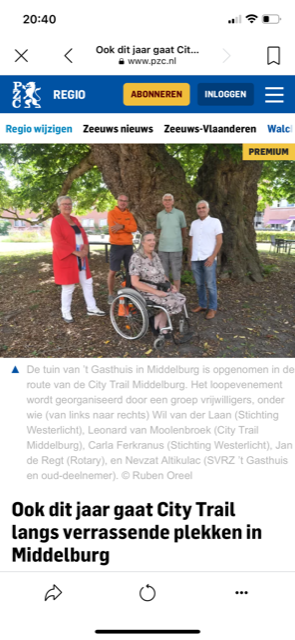 20:40
Ook dit jaar gaat Cit...
www.pzc.nl
PZC REGIO ABONNEREN INLOGGEN
Regio wijzigen Zeeuws nieuws Zeeuws-Vlaanderen Walc
PREMIUM
De tuin van 't Gasthuis in Middelburg is opgenomen in de
route van de City Trail Middelburg. Het loopevenement
wordt georganiseerd door een groep vrijwilligers, onder
wie (van links naar rechts) Wil van der Laan (Stichting
Westerlicht), Leonard van Moolenbroek (City Trail
Middelburg), Carla Ferkranus (Stichting Westerlicht), Jan
de Regt (Rotary), en Nevzat Altikulac (SVRZ 't Gasthuis
en oud-deelnemer). © Ruben Oreel
Ook dit jaar gaat City Trail
langs verrassende plekken in
Middelburg